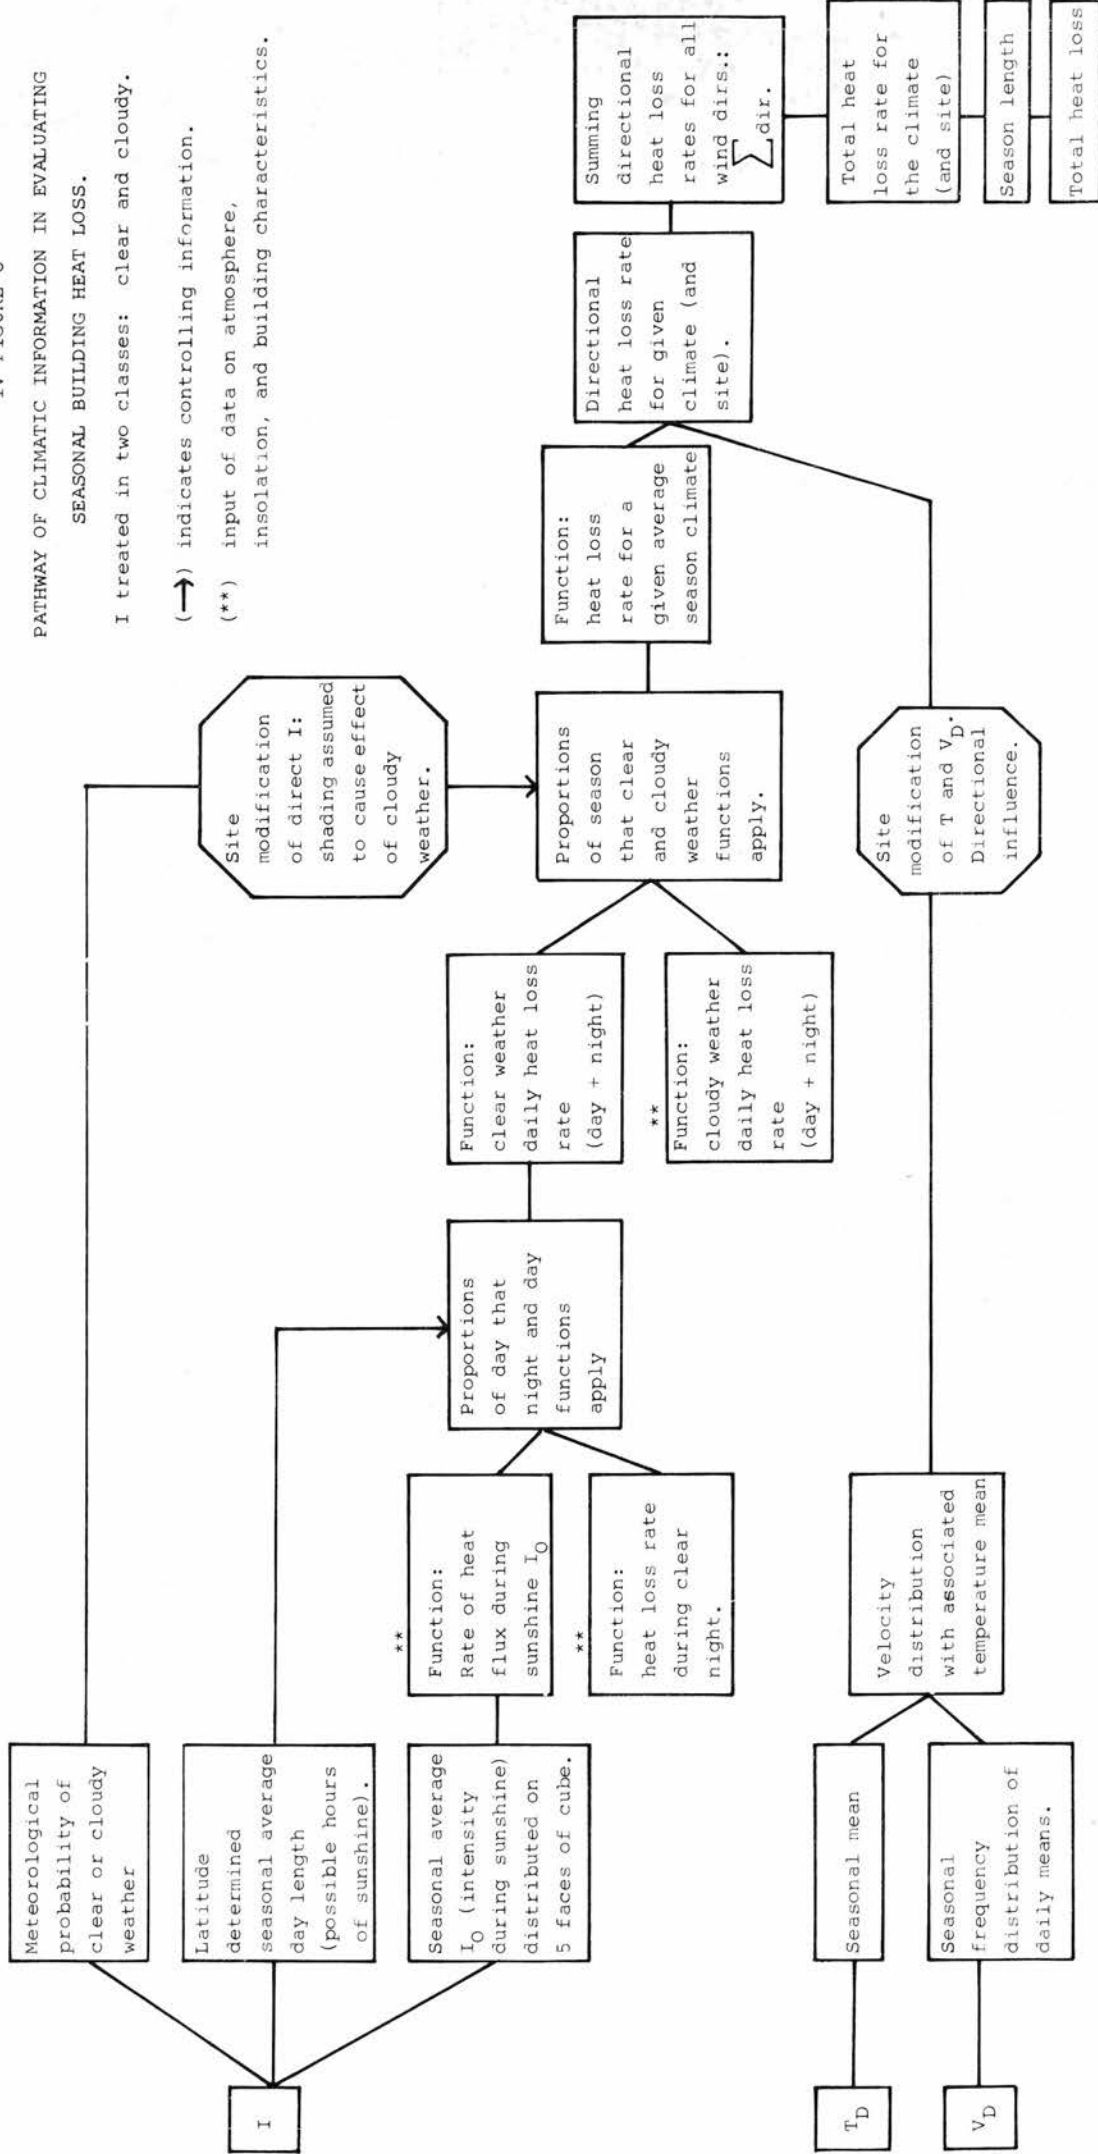 PATHWAY OF CLIMATIC INFORMATION IN EVALUATING
SEASONAL BUILDING HEAT LOSS.
I treated in two classes: clear and cloudy.
(→) indicates controlling information.
(**) input of data on atmosphere,
insolation, and building characteristics.
I
Meteorological
probability of
clear or cloudy
weather
Latitude
determined
seasonal average
day length
(possible hours
of sunshine).
Seasonal average
IO (intensity
during sunshine)
distributed on
5 faces of cube.
**
Function:
Rate of heat
flux during
sunshine IO
**
Function:
heat loss rate
during clear
night.
Proportions
of day that
night and day
functions
apply
Function:
clear weather
daily heat loss
rate
(day + night)
**
Function:
cloudy weather
daily heat loss
rate
(day + night)
Site
modification
of direct I:
shading assumed
to cause effect
of cloudy
weather.
Proportions
of season
that clear
and cloudy
weather
functions
apply.
Function:
heat loss
rate for a
given average
season climate
TD
Seasonal mean
VD
Seasonal
frequency
distribution of
daily means.
Velocity
distribution
with associated
temperature mean
Site
modification
of T and VD.
Directional
influence.
Directional
heat loss rate
for given
climate (and
site).
Summing
directional
heat loss
rates for all
wind dirs.:
∑dir.
Total heat
loss rate for
the climate
(and site)
Season length
Total heat loss